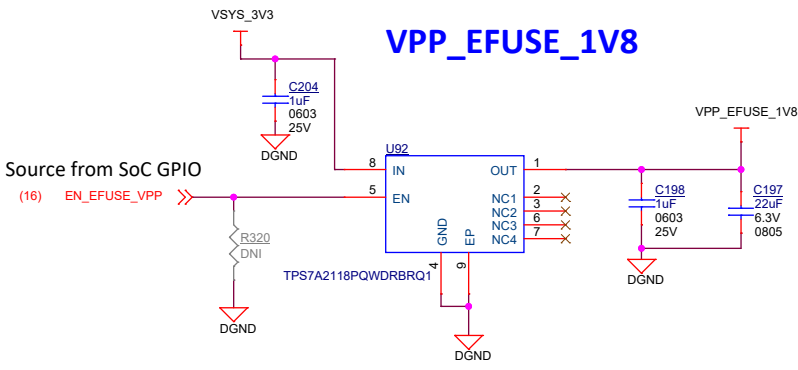 VSYS_3V3
VPP_EFUSE_1V8
C204
1uF
0603
25V
DGND
VPP_EFUSE_1V8
U92
Source from SoC GPIO
(16) EN_EFUSE_VPP
8 IN
OUT 1
5 EN
NC1 2
NC2 3
NC3 6
NC4 7
GND
EP
4
9
C198
1uF
0603
25V
C197
22uF
6.3V
0805
R320
DNI
TPS7A2118PQWDRBRQ1
DGND
DGND
DGND